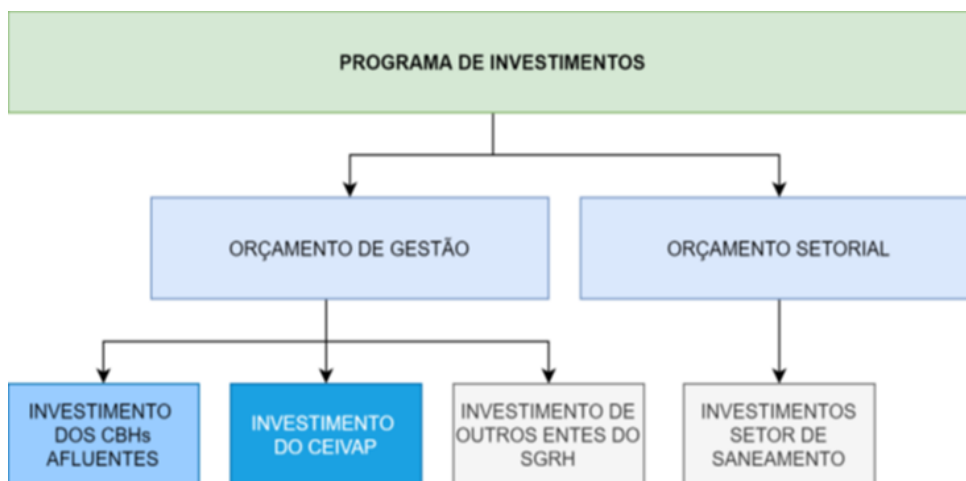 PROGRAMA DE INVESTIMENTOS
ORÇAMENTO DE GESTÃO
ORÇAMENTO SETORIAL
INVESTIMENTO
DOS CBHs
AFLUENTES
INVESTIMENTO
DO CEIVAP
INVESTIMENTO DE
OUTROS ENTES DO
SGRH
INVESTIMENTOS
SETOR DE
SANEAMENTO